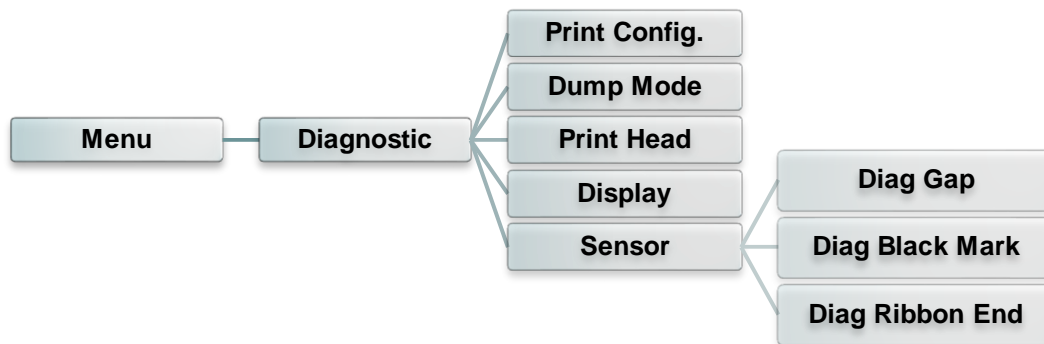 Menu
Diagnostic
Print Config.
Dump Mode
Print Head
Display
Sensor
Diag Gap
Diag Black Mark
Diag Ribbon End